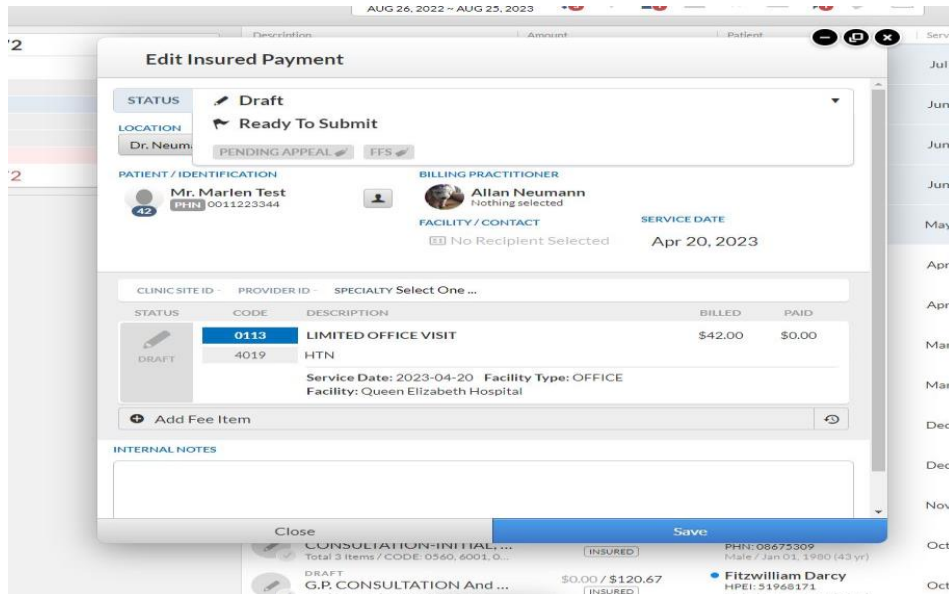 AUG 26, 2022 ~ AUG 25, 2023
Description Amount Patient Serv
Edit Insured Payment
STATUS Draft
Ready To Submit
LOCATION
Dr. Neum
PENDING APPEAL FFS
PATIENT / IDENTIFICATION BILLING PRACTITIONER
Mr. Marlen Test Allan Neumann
PHN 0011223344 Nothing selected
42
FACILITY / CONTACT SERVICE DATE
No Recipient Selected Apr 20, 2023
CLINIC SITE ID - PROVIDER ID - SPECIALTY Select One ...
STATUS CODE DESCRIPTION BILLED PAID
0113 LIMITED OFFICE VISIT $42.00 $0.00
DRAFT 4019 HTN
Service Date: 2023-04-20 Facility Type: OFFICE
Facility: Queen Elizabeth Hospital
Add Fee Item
INTERNAL NOTES
Close Save
CONSULTATION-INITIAL, ... INSURED PHN: 08675309
Total 3 Items / CODE: 0560, 6001, 0... Male / Jan 01, 1980 (43 yr)
DRAFT
G.P. CONSULTATION And ... $0.00 / $120.67 Fitzwilliam Darcy
INSURED HPEI: 51968171
Jul
Jun
Jun
Jun
May
Apr
Apr
Mar
Mar
Dec
Dec
Nov
Oct
Oct